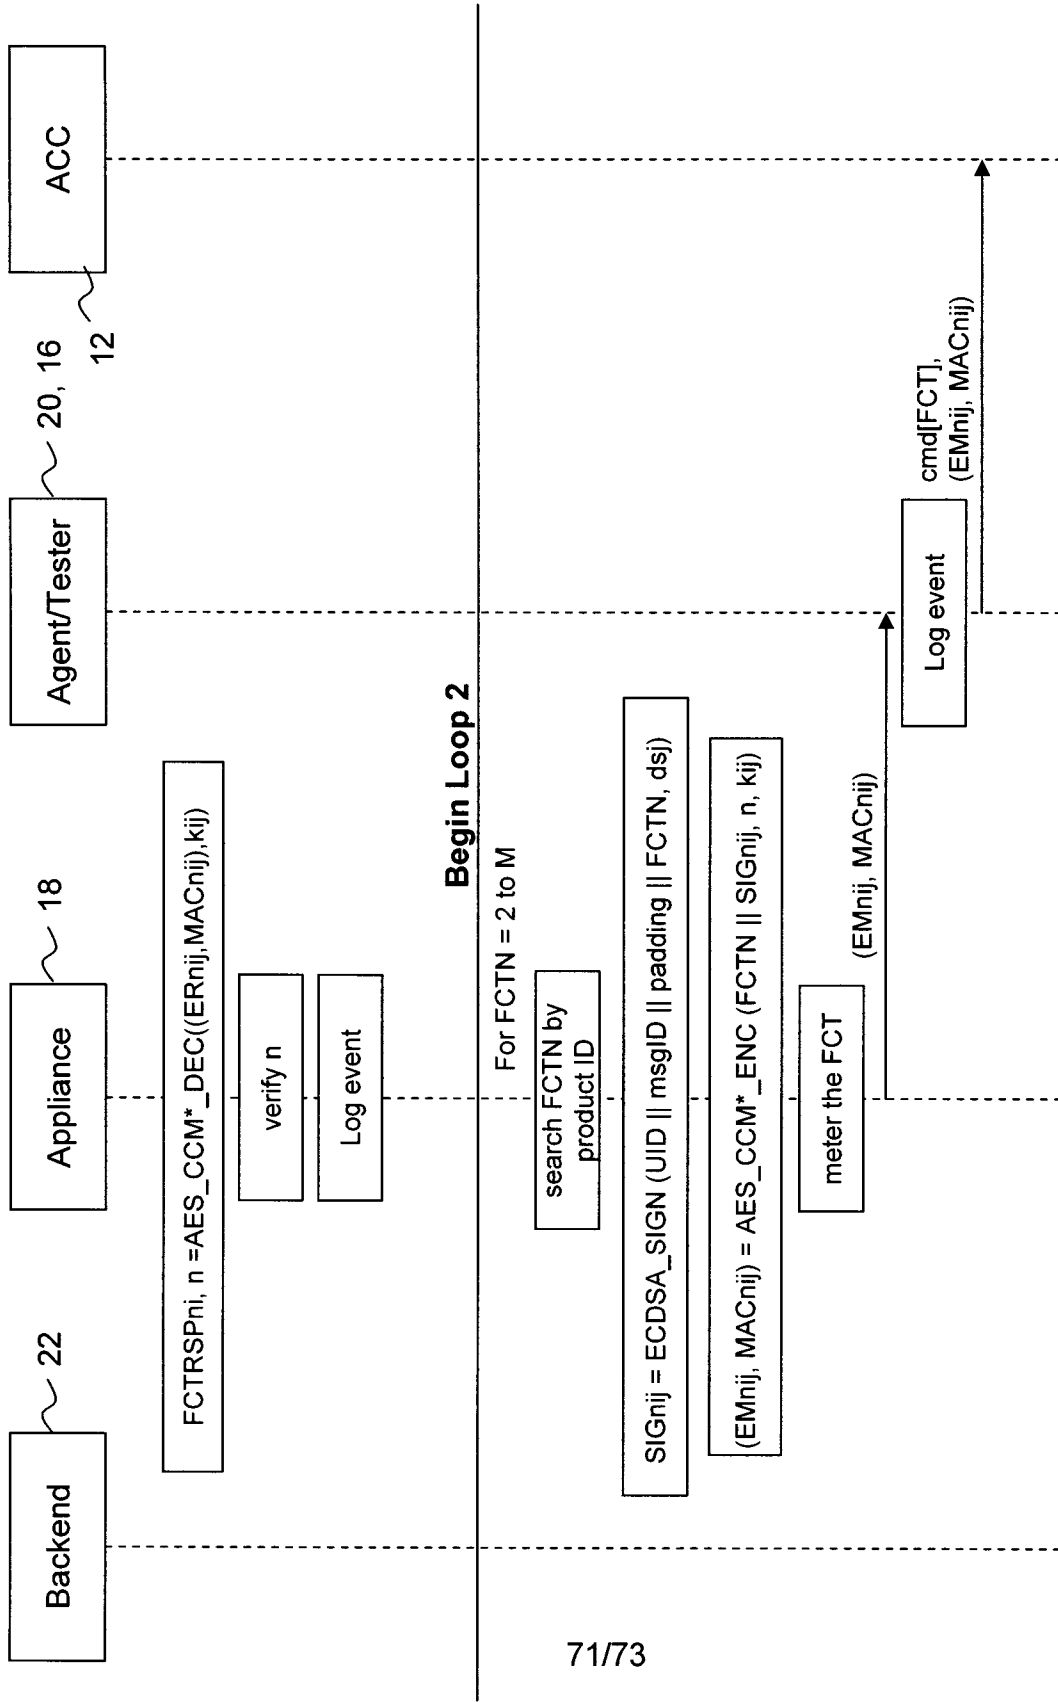 Backend
22
Appliance
18
Agent/Tester
20, 16
ACC
12
FCTRSPni, n =AES_CCM*_DEC((ERnij,MACnij),kij)
verify n
Log event
Begin Loop 2
For FCTN = 2 to M
search FCTN by
product ID
SIGnij = ECDSA_SIGN (UID || msgID || padding || FCTN, dsj)
(EMnij, MACnij) = AES_CCM*_ENC (FCTN || SIGnij, n, kij)
meter the FCT
(EMnij, MACnij)
Log event
cmd[FCT],
(EMnij, MACnij)
71/73